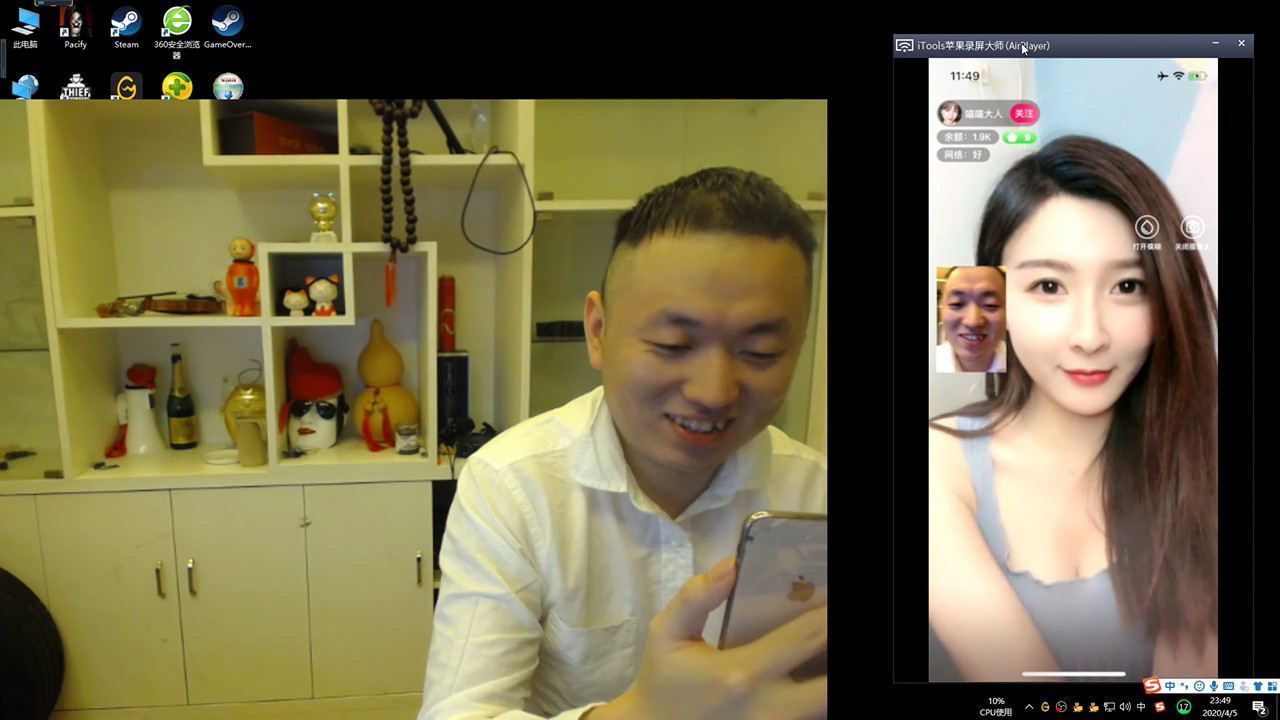 此电脑
Pacify
Steam
360安全浏览
器
GameOver...
THIEF
iTools苹果录屏大师(AirPlayer)
11:49
喵喵大人
关注
余额：1.9K
9
网络：好
打开模糊
关闭摄像头
中
10%
CPU使用
中
17
23:49
2020/4/5
2